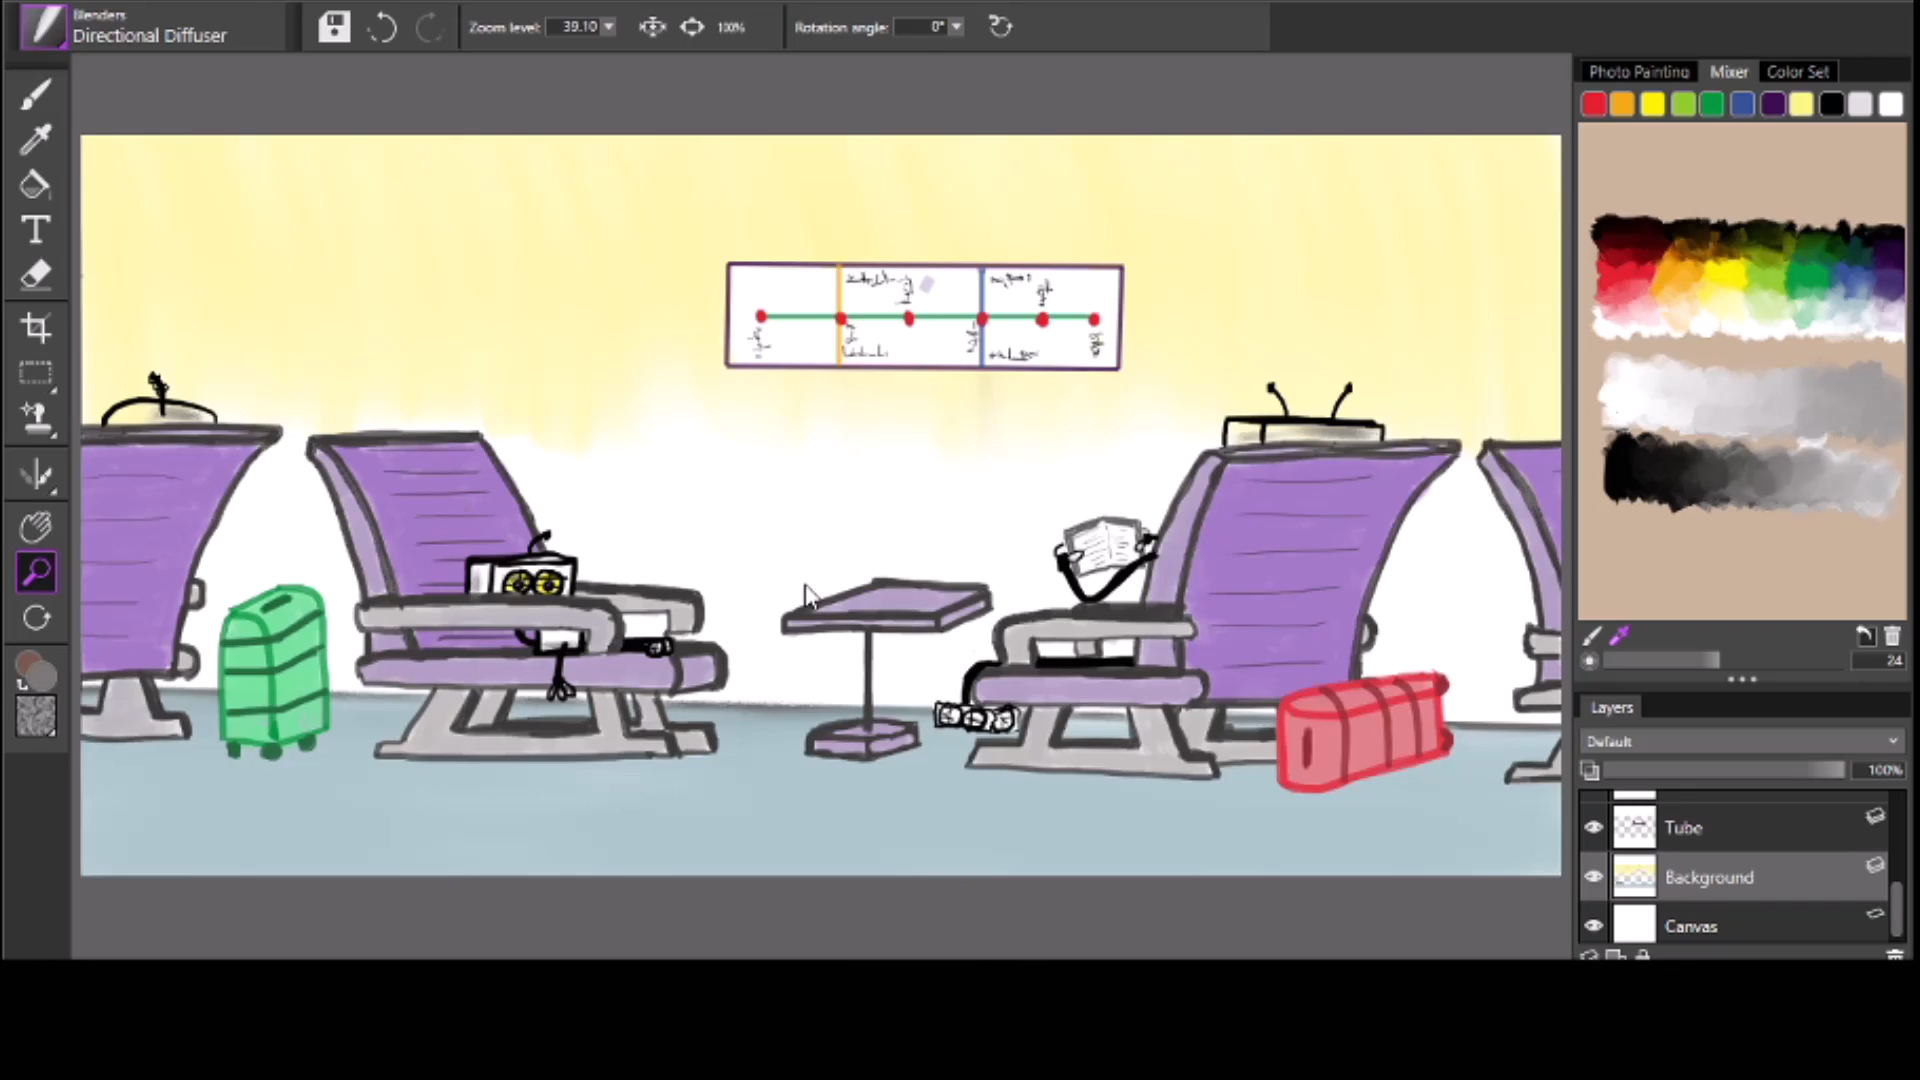 Blenders
Directional Diffuser
Zoom level: 39.10
100%
Rotation angle: 0°
Photo Painting
Mixer
Color Set
T
24
Layers
Default
100%
Tube
Background
Canvas